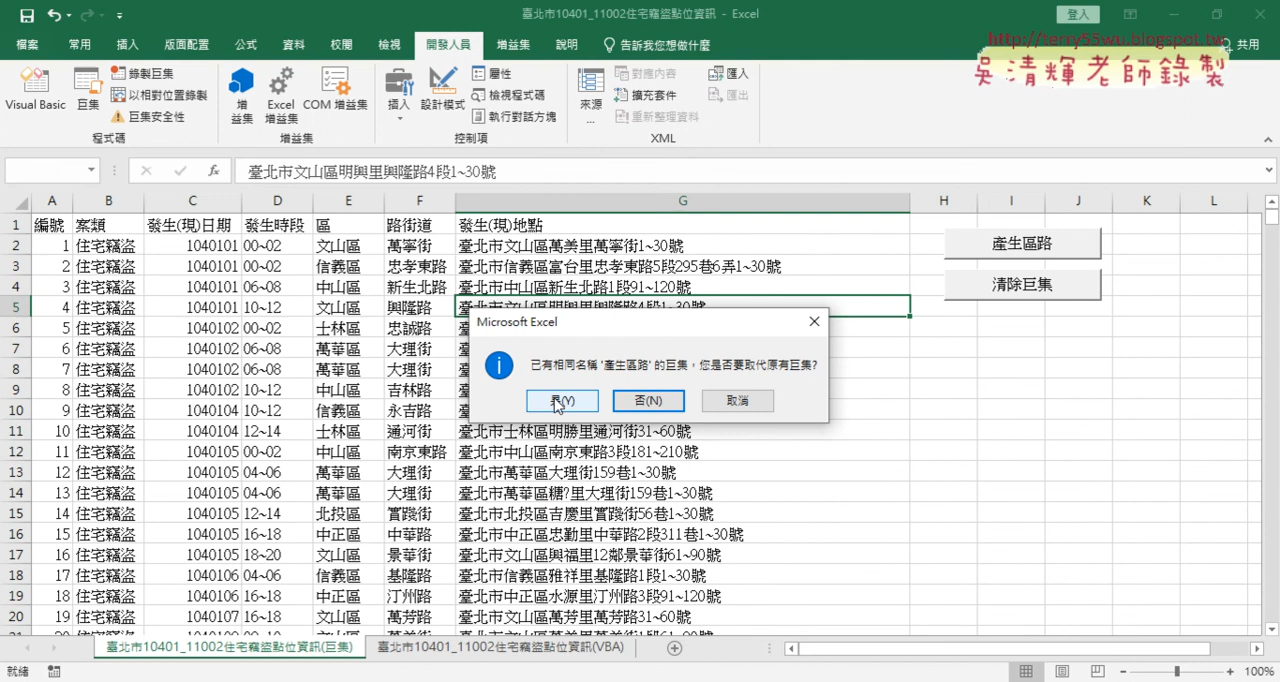 臺北市10401_11002住宅竊盜點位資訊 - Excel
登入
檔案 常用 插入 版面配置 公式 資料 校閱 檢視 開發人員 增益集 說明 告訴我您想做什麼 共用
http://terry55wu.blogspot.tw
吳清輝老師錄製
Visual Basic 巨集 錄製巨集 以相對位置錄製 巨集安全性 程式碼
增益集 Excel 增益集 COM 增益集 增益集
插入 設計模式 屬性 檢視程式碼 執行對話方塊 控制項
來源... 對應內容 擴充套件 重新整理資料 匯入 匯出 XML
fx 臺北市文山區明興里興隆路4段1~30號
A B C D E F G H I J K L
1 編號 案類 發生(現)日期 發生時段 區 路街道 發生(現)地點
2 1 住宅竊盜 1040101 00~02 文山區 萬寧街 臺北市文山區萬美里萬寧街1~30號
產生區路
3 2 住宅竊盜 1040101 00~02 信義區 忠孝東路 臺北市信義區富台里忠孝東路5段295巷6弄1~30號
4 3 住宅竊盜 1040101 06~08 中山區 新生北路 臺北市中山區新生北路1段91~120號
清除巨集
5 4 住宅竊盜 1040101 10~12 文山區 興隆路 臺北市文山區明興里興隆路4段1~30號
6 5 住宅竊盜 1040102 00~02 士林區 忠誠路
7 6 住宅竊盜 1040102 06~08 萬華區 大理街
8 7 住宅竊盜 1040102 06~08 萬華區 大理街
9 8 住宅竊盜 1040102 06~08 中山區 吉林路
10 9 住宅竊盜 1040104 10~12 信義區 永吉路
Microsoft Excel
已有相同名稱 '產生區路' 的巨集，您是否要取代原有巨集?
是(Y) 否(N) 取消
11 10 住宅竊盜 1040104 12~14 士林區 通河街 臺北市士林區明勝里通河街31~60號
12 11 住宅竊盜 1040105 00~02 中山區 南京東路 臺北市中山區南京東路3段181~210號
13 12 住宅竊盜 1040105 04~06 萬華區 大理街 臺北市萬華區大理街159巷1~30號
14 13 住宅竊盜 1040105 04~06 萬華區 大理街 臺北市萬華區糖?里大理街159巷1~30號
15 14 住宅竊盜 1040105 12~14 北投區 實踐街 臺北市北投區吉慶里實踐街56巷1~30號
16 15 住宅竊盜 1040105 16~18 中正區 中華路 臺北市中正區忠勤里中華路2段311巷1~30號
17 16 住宅竊盜 1040105 18~20 文山區 景華街 臺北市文山區興福里12鄰景華街61~90號
18 17 住宅竊盜 1040106 04~06 信義區 基隆路 臺北市信義區雅祥里基隆路1段1~30號
19 18 住宅竊盜 1040106 16~18 中正區 汀州路 臺北市中正區水源里汀州路3段91~120號
20 19 住宅竊盜 1040107 16~18 文山區 萬芳路 臺北市文山區萬芳里萬芳路31~60號
臺北市10401_11002住宅竊盜點位資訊(巨集) 臺北市10401_11002住宅竊盜點位資訊(VBA)
就緒 100%